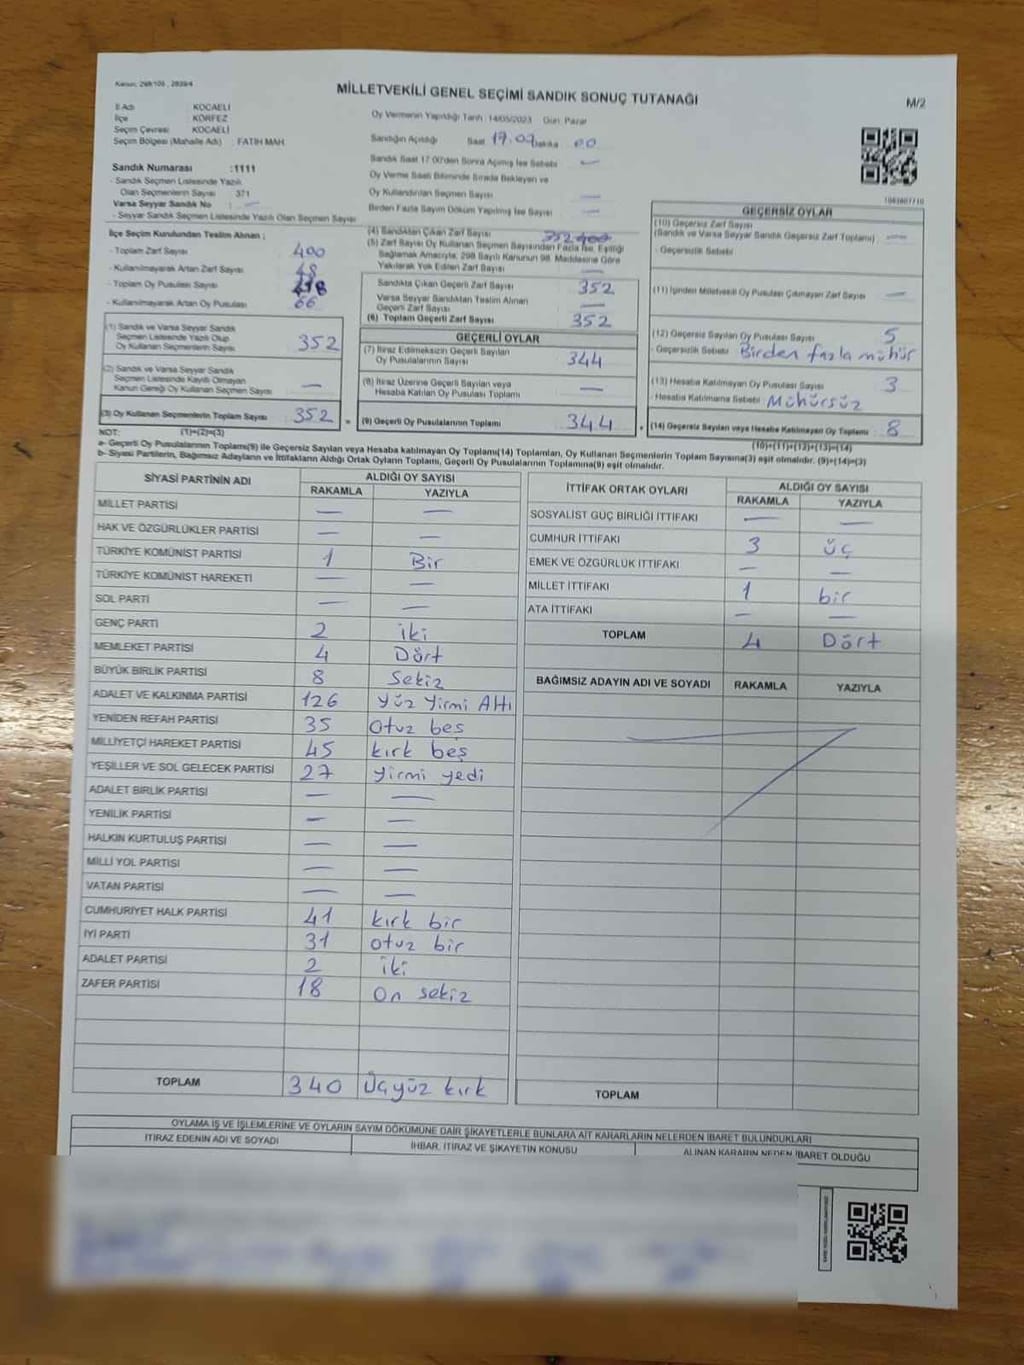 Kanun: 298/105, 2839/4
MİLLETVEKİLİ GENEL SEÇİMİ SANDIK SONUÇ TUTANAĞI
M/2
İl Adı : KOCAELİ
İlçe : KÖRFEZ
Seçim Çevresi : KOCAELİ
Seçim Bölgesi (Mahalle Adı) : FATİH MAH
Sandık Numarası :1111
- Sandık Seçmen Listesinde Yazılı
Olan Seçmenlerin Sayısı : 371
Varsa Seyyar Sandık No : —
- Seyyar Sandık Seçmen Listesinde Yazılı Olan Seçmen Sayısı
Oy Vermenin Yapıldığı Tarih : 14/05/2023 Gün: Pazar
Sandığın Açıldığı Saat 17.00 Dakika 00
Sandık Saat 17.00'den Sonra Açılmış İse Sebebi —
Oy Verme Saati Bitiminde Sırada Bekleyen ve
Oy Kullandırılan Seçmen Sayısı —
Birden Fazla Sayım Döküm Yapılmış İse Sayısı —
1083807710
İlçe Seçim Kurulundan Teslim Alınan ;
- Toplam Zarf Sayısı : 400
- Kullanılmayarak Artan Zarf Sayısı : 48
- Toplam Oy Pusulası Sayısı : 418
- Kullanılmayarak Artan Oy Pusulası : 66
(1) Sandık ve Varsa Seyyar Sandık
Seçmen Listesinde Yazılı Olup
Oy Kullanan Seçmenlerin Sayısı : 352
(2) Sandık ve Varsa Seyyar Sandık
Seçmen Listesinde Kayıtlı Olmayan
Kanun Gereği Oy Kullanan Seçmen Sayısı : —
(3) Oy Kullanan Seçmenlerin Toplam Sayısı : 352
NOT: (1)+(2)=(3)
(4) Sandıktan Çıkan Zarf Sayısı : 352 400
(5) Zarf Sayısı Oy Kullanan Seçmen Sayısından Fazla İse, Eşitliği
Sağlamak Amacıyla; 298 Sayılı Kanunun 98. Maddesine Göre
Yakılarak Yok Edilen Zarf Sayısı : —
Sandıkta Çıkan Geçerli Zarf Sayısı : 352
Varsa Seyyar Sandıktan Teslim Alınan
Geçerli Zarf Sayısı : —
(6) Toplam Geçerli Zarf Sayısı : 352
GEÇERLİ OYLAR
(7) İtiraz Edilmeksizin Geçerli Sayılan
Oy Pusulalarının Sayısı : 344
(8) İtiraz Üzerine Geçerli Sayılan veya
Hesaba Katılan Oy Pusulası Toplamı : —
(9) Geçerli Oy Pusulalarının Toplamı : 344
GEÇERSİZ OYLAR
(10) Geçersiz Zarf Sayısı
(Sandık ve Varsa Seyyar Sandık Geçersiz Zarf Toplamı) : —
- Geçersizlik Sebebi :
(11) İçinden Milletvekili Oy Pusulası Çıkmayan Zarf Sayısı : —
(12) Geçersiz Sayılan Oy Pusulası Sayısı : 5
- Geçersizlik Sebebi : Birden fazla mühür
(13) Hesaba Katılmayan Oy Pusulası Sayısı : 3
- Hesaba Katılmama Sebebi : Mühürsüz
(14) Geçersiz Sayılan veya Hesaba Katılmayan Oy Toplamı : 8
(10)+(11)+(12)+(13)=(14)
a- Geçerli Oy Pusulalarının Toplamı(9) ile Geçersiz Sayılan veya Hesaba katılmayan Oy Toplamı(14) Toplamları, Oy Kullanan Seçmenlerin Toplam Sayısına(3) eşit olmalıdır. (9)+(14)=(3)
b- Siyasi Partilerin, Bağımsız Adayların ve İttifakların Aldığı Ortak Oyların Toplamı, Geçerli Oy Pusulalarının Toplamına(9) eşit olmalıdır.
SİYASİ PARTİNİN ADI ALDIĞI OY SAYISI
RAKAMLA YAZIYLA
MİLLET PARTİSİ — —
HAK VE ÖZGÜRLÜKLER PARTİSİ — —
TÜRKİYE KOMÜNİST PARTİSİ 1 Bir
TÜRKİYE KOMÜNİST HAREKETİ — —
SOL PARTİ — —
GENÇ PARTİ 2 iki
MEMLEKET PARTİSİ 4 Dört
BÜYÜK BİRLİK PARTİSİ 8 Sekiz
ADALET VE KALKINMA PARTİSİ 126 Yüz Yirmi Altı
YENİDEN REFAH PARTİSİ 35 Otuz beş
MİLLİYETÇİ HAREKET PARTİSİ 45 kırk beş
YEŞİLLER VE SOL GELECEK PARTİSİ 27 yirmi yedi
ADALET BİRLİK PARTİSİ — —
YENİLİK PARTİSİ — —
HALKIN KURTULUŞ PARTİSİ — —
MİLLİ YOL PARTİSİ — —
VATAN PARTİSİ — —
CUMHURİYET HALK PARTİSİ 41 kırk bir
İYİ PARTİ 31 otuz bir
ADALET PARTİSİ 2 iki
ZAFER PARTİSİ 18 On sekiz
TOPLAM 340 Üçyüz kırk
İTTİFAK ORTAK OYLARI ALDIĞI OY SAYISI
RAKAMLA YAZIYLA
SOSYALİST GÜÇ BİRLİĞİ İTTİFAKI — —
CUMHUR İTTİFAKI 3 üç
EMEK VE ÖZGÜRLÜK İTTİFAKI — —
MİLLET İTTİFAKI 1 bir
ATA İTTİFAKI — —
TOPLAM 4 Dört
BAĞIMSIZ ADAYIN ADI VE SOYADI RAKAMLA YAZIYLA
TOPLAM
OYLAMA İŞ VE İŞLEMLERİNE VE OYLARIN SAYIM DÖKÜMÜNE DAİR ŞİKAYETLERLE BUNLARA AİT KARARLARIN NELERDEN İBARET BULUNDUKLARI
İTİRAZ EDENİN ADI VE SOYADI İHBAR, İTİRAZ VE ŞİKAYETİN KONUSU ALINAN KARARIN NEDEN İBARET OLDUĞU